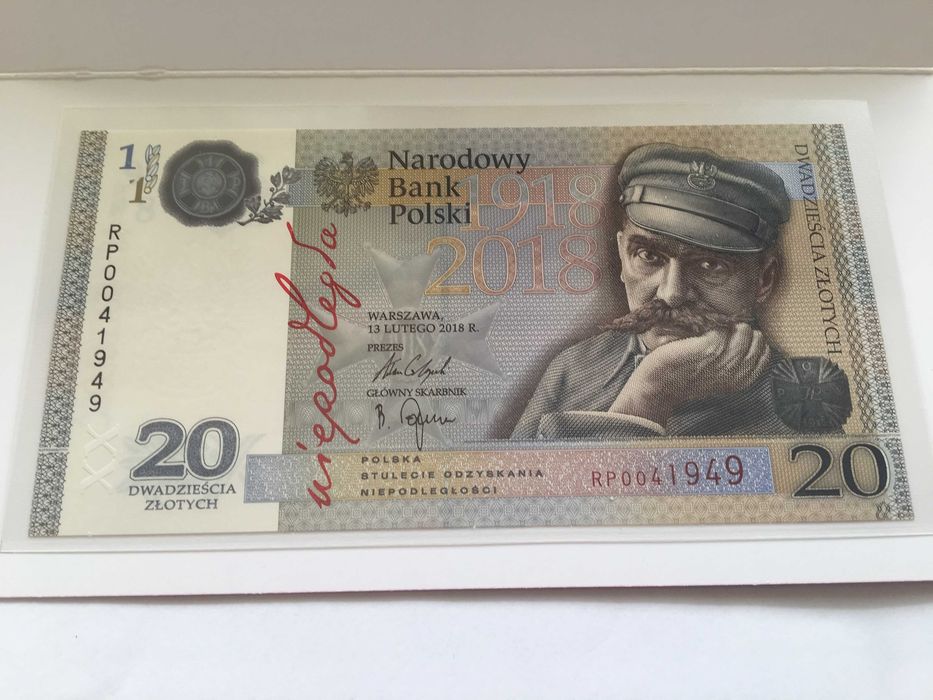 1
1
RP0041949
Narodowy
Bank
Polski
1918
2018
niepodległa
WARSZAWA,
13 LUTEGO 2018 R.
PREZES
GŁÓWNY SKARBNIK
DWADZIEŚCIA ZŁOTYCH
20
DWADZIEŚCIA
ZŁOTYCH
POLSKA
STULECIE ODZYSKANIA
NIEPODLEGŁOŚCI
RP0041949
20